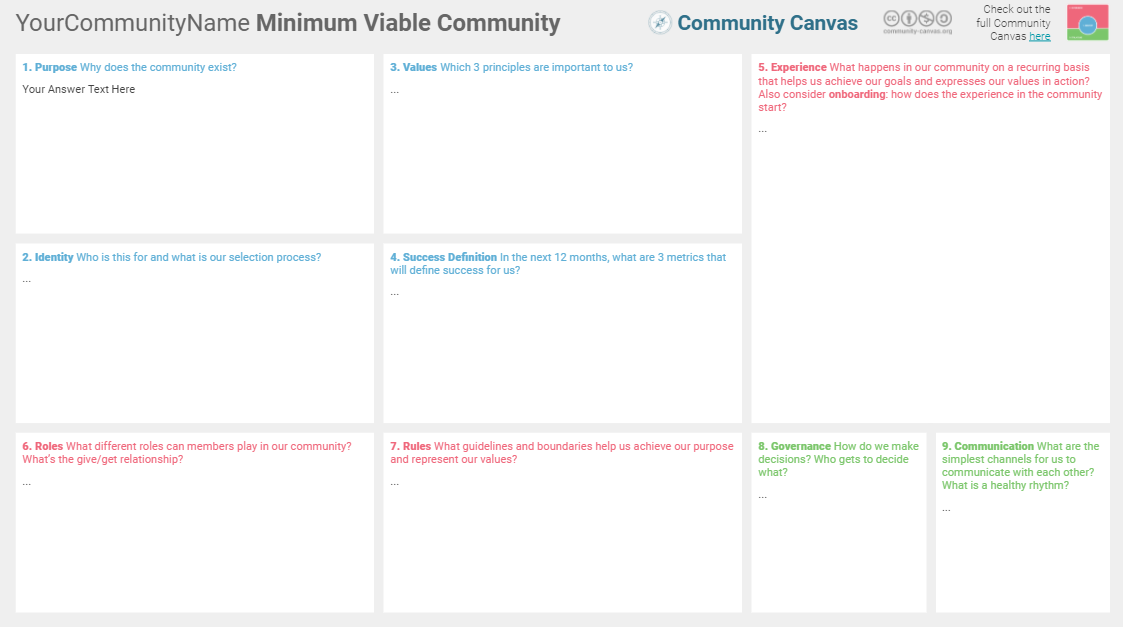 YourCommunityName Minimum Viable Community
Community Canvas
community-canvas.org
Check out the
full Community
Canvas here
1. Purpose Why does the community exist?
Your Answer Text Here
3. Values Which 3 principles are important to us?
...
5. Experience What happens in our community on a recurring basis
that helps us achieve our goals and expresses our values in action?
Also consider onboarding: how does the experience in the community
start?
...
2. Identity Who is this for and what is our selection process?
...
4. Success Definition In the next 12 months, what are 3 metrics that
will define success for us?
...
6. Roles What different roles can members play in our community?
What's the give/get relationship?
...
7. Rules What guidelines and boundaries help us achieve our purpose
and represent our values?
...
8. Governance How do we make
decisions? Who gets to decide
what?
...
9. Communication What are the
simplest channels for us to
communicate with each other?
What is a healthy rhythm?
...